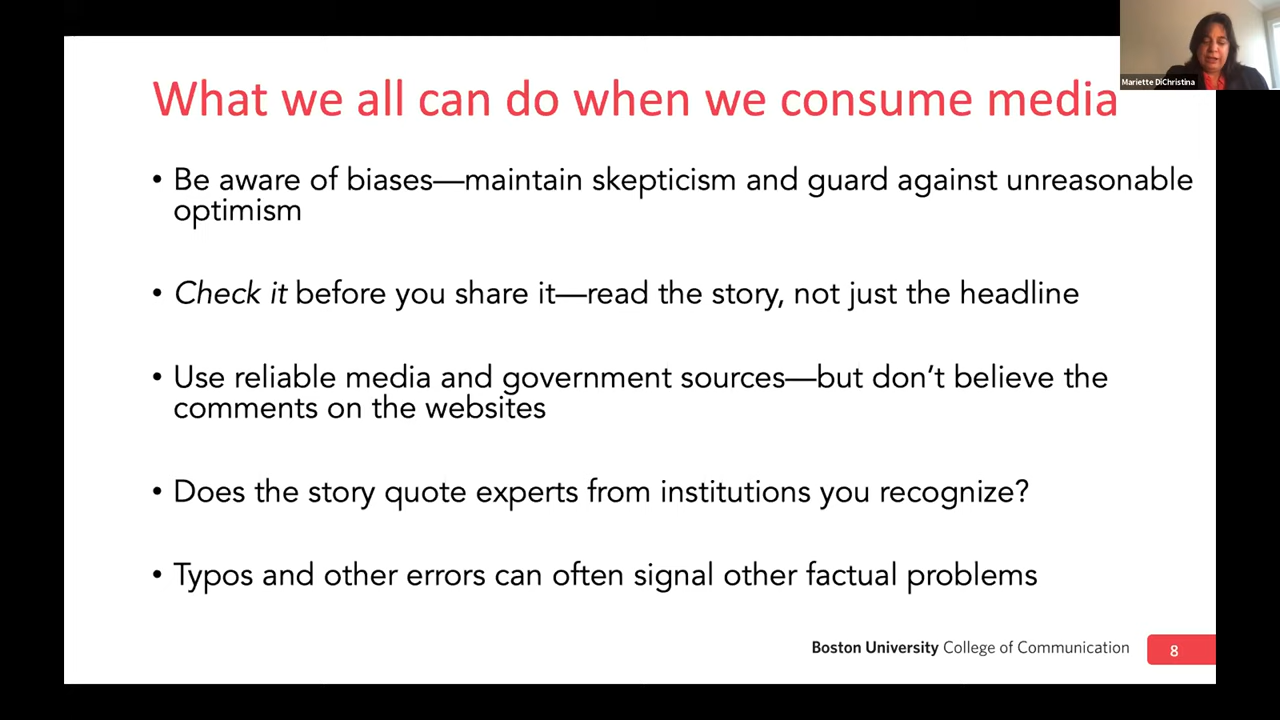 Mariette DiChristina
What we all can do when we consume media
• Be aware of biases—maintain skepticism and guard against unreasonable
optimism
• Check it before you share it—read the story, not just the headline
• Use reliable media and government sources—but don’t believe the
comments on the websites
• Does the story quote experts from institutions you recognize?
• Typos and other errors can often signal other factual problems
Boston University College of Communication
8